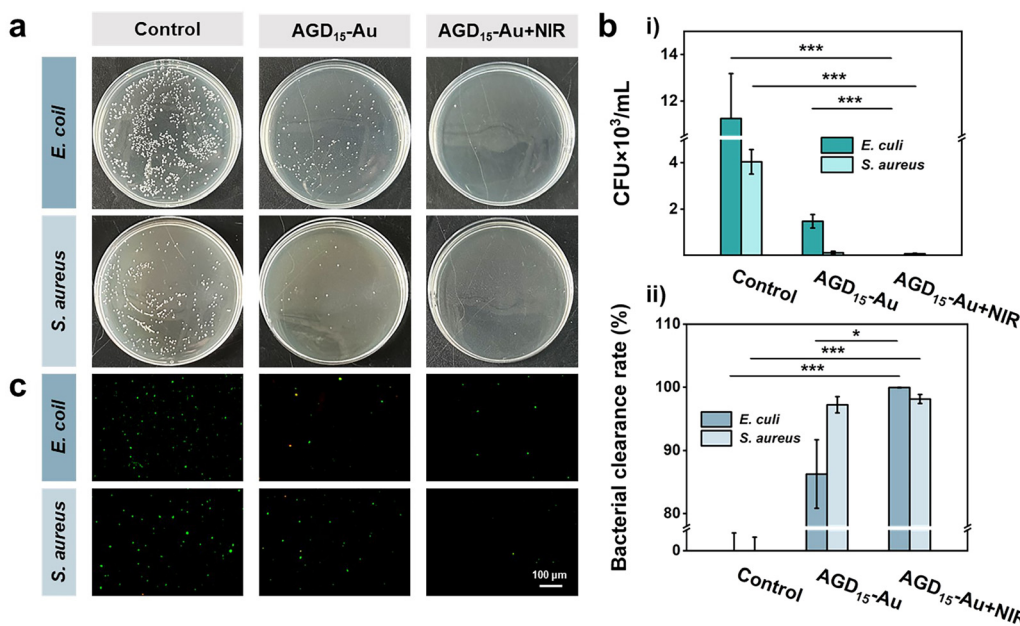 a
Control
AGD₁₅-Au
AGD₁₅-Au+NIR
E. coil
S. aureus
c
E. coil
S. aureus
100 μm
b
i)
CFU×10³/mL
14
12
4
2
***
***
***
E. culi
S. aureus
Control
AGD₁₅-Au
AGD₁₅-Au+NIR
ii)
Bacterial clearance rate (%)
110
100
90
80
0
*
***
***
E. culi
S. aureus
Control
AGD₁₅-Au
AGD₁₅-Au+NIR